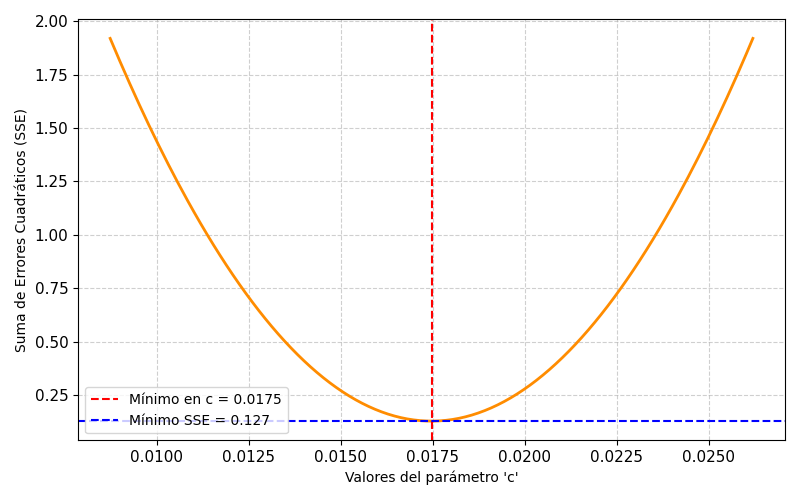 2.00
1.75
1.50
1.25
1.00
0.75
0.50
0.25
Suma de Errores Cuadráticos (SSE)
Mínimo en c = 0.0175
Mínimo SSE = 0.127
0.0100 0.0125 0.0150 0.0175 0.0200 0.0225 0.0250
Valores del parámetro 'c'